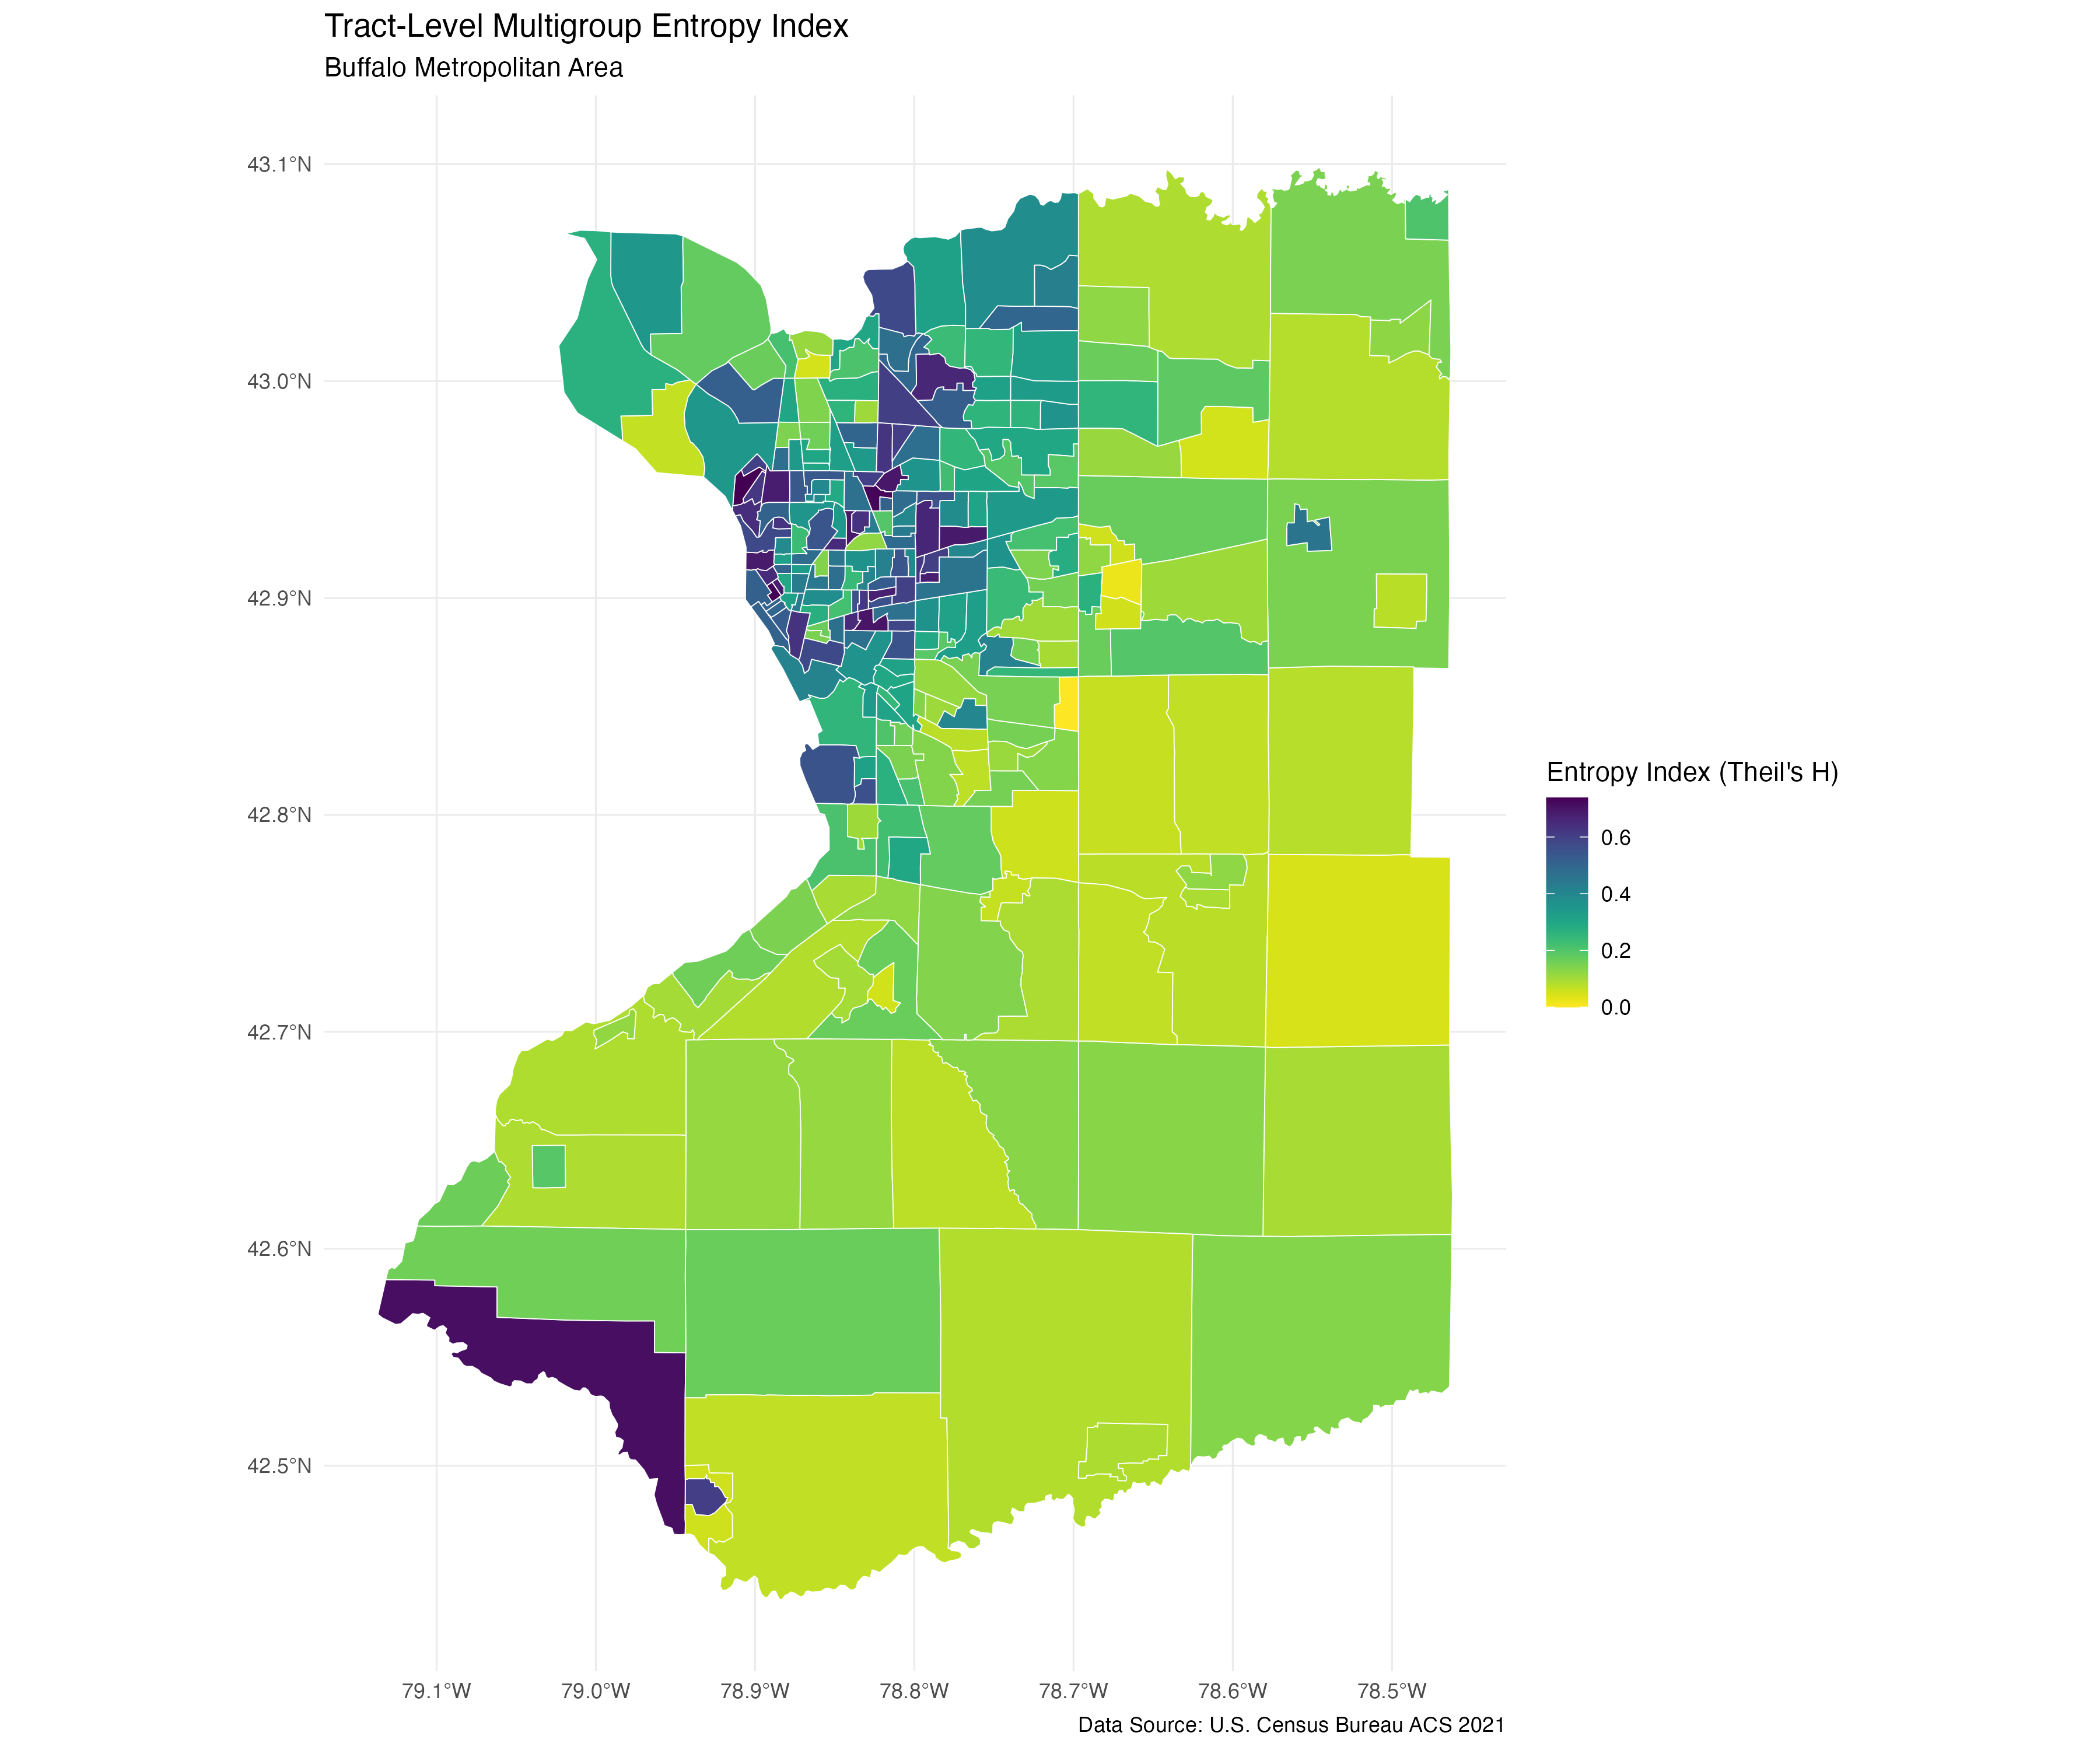 Tract-Level Multigroup Entropy Index
Buffalo Metropolitan Area
43.1°N
43.0°N
42.9°N
42.8°N
42.7°N
42.6°N
42.5°N
79.1°W
79.0°W
78.9°W
78.8°W
78.7°W
78.6°W
78.5°W
Entropy Index (Theil's H)
0.6
0.4
0.2
0.0
Data Source: U.S. Census Bureau ACS 2021